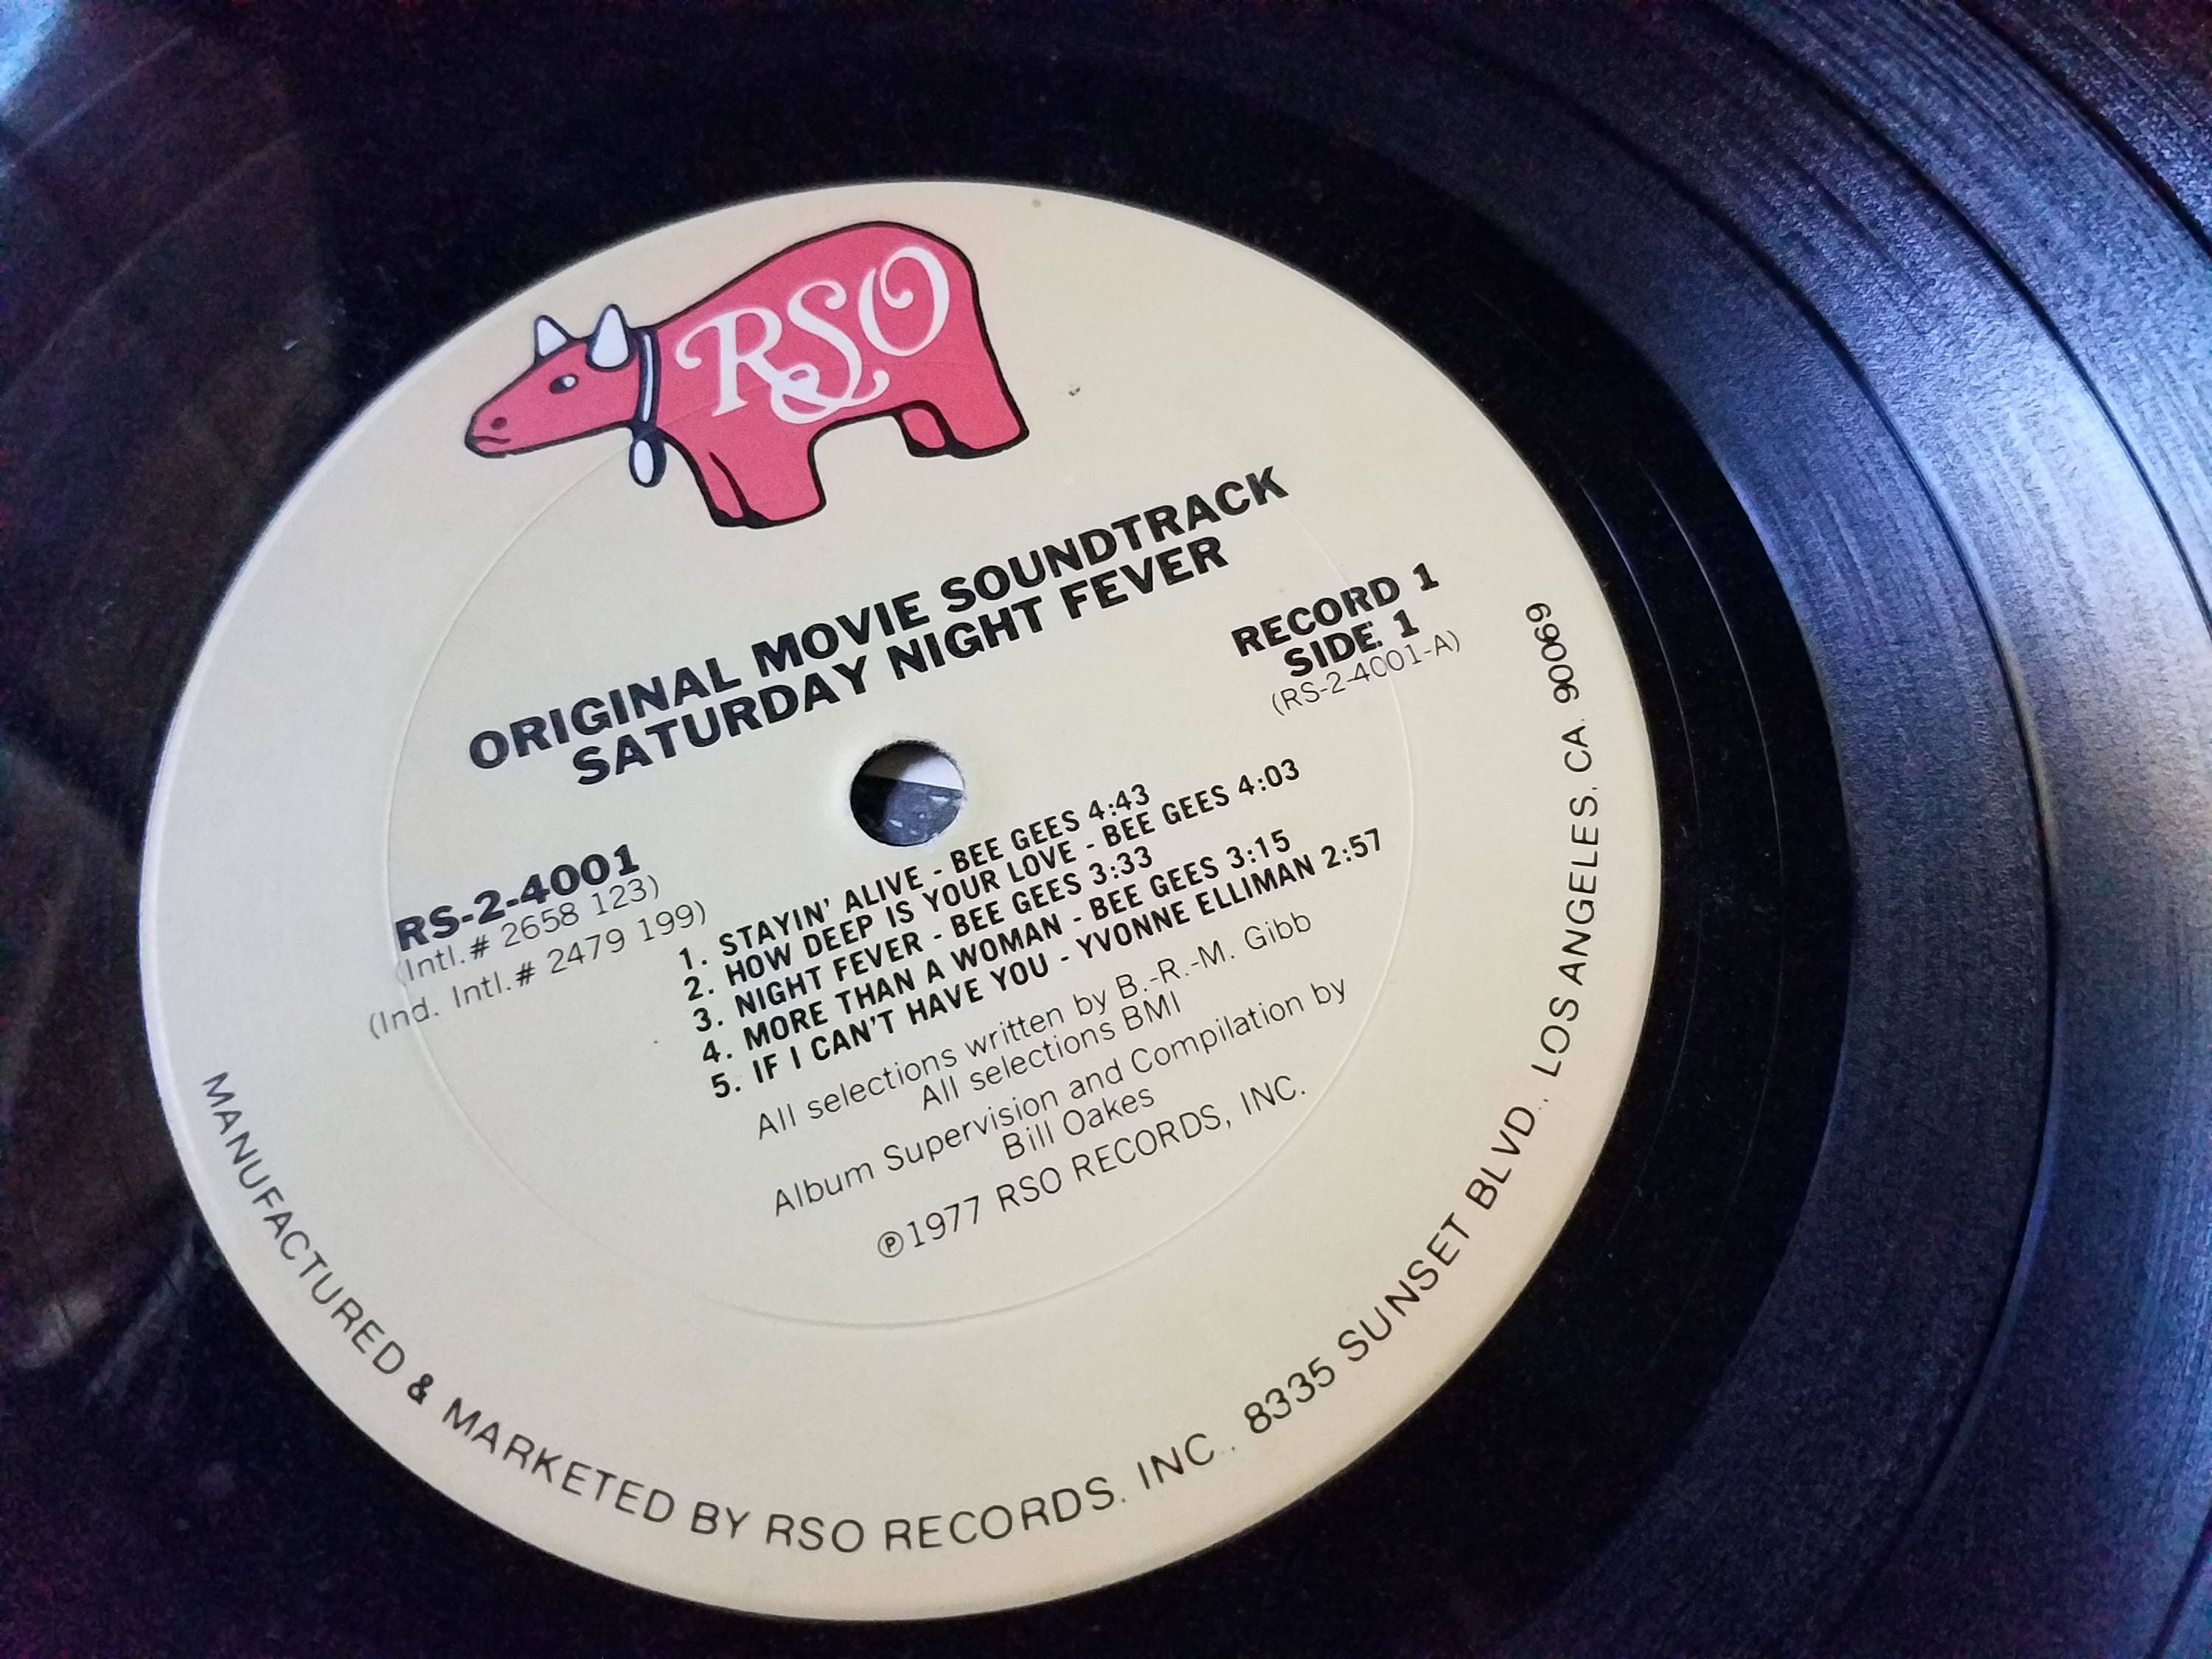 RSO
ORIGINAL MOVIE SOUNDTRACK
SATURDAY NIGHT FEVER
RECORD 1
SIDE 1
(RS-2-4001-A)
RS-2-4001
(Intl.# 2658 123)
(Ind. Intl.# 2479 199)
1. STAYIN' ALIVE - BEE GEES 4:43
2. HOW DEEP IS YOUR LOVE - BEE GEES 4:03
3. NIGHT FEVER - BEE GEES 3:33
4. MORE THAN A WOMAN - BEE GEES 3:15
5. IF I CAN'T HAVE YOU - YVONNE ELLIMAN 2:57
All selections written by B.-R.-M. Gibb
All selections BMI
Album Supervision and Compilation by
Bill Oakes
℗1977 RSO RECORDS, INC.
MANUFACTURED & MARKETED BY RSO RECORDS, INC., 8335 SUNSET BLVD., LOS ANGELES, CA. 90069